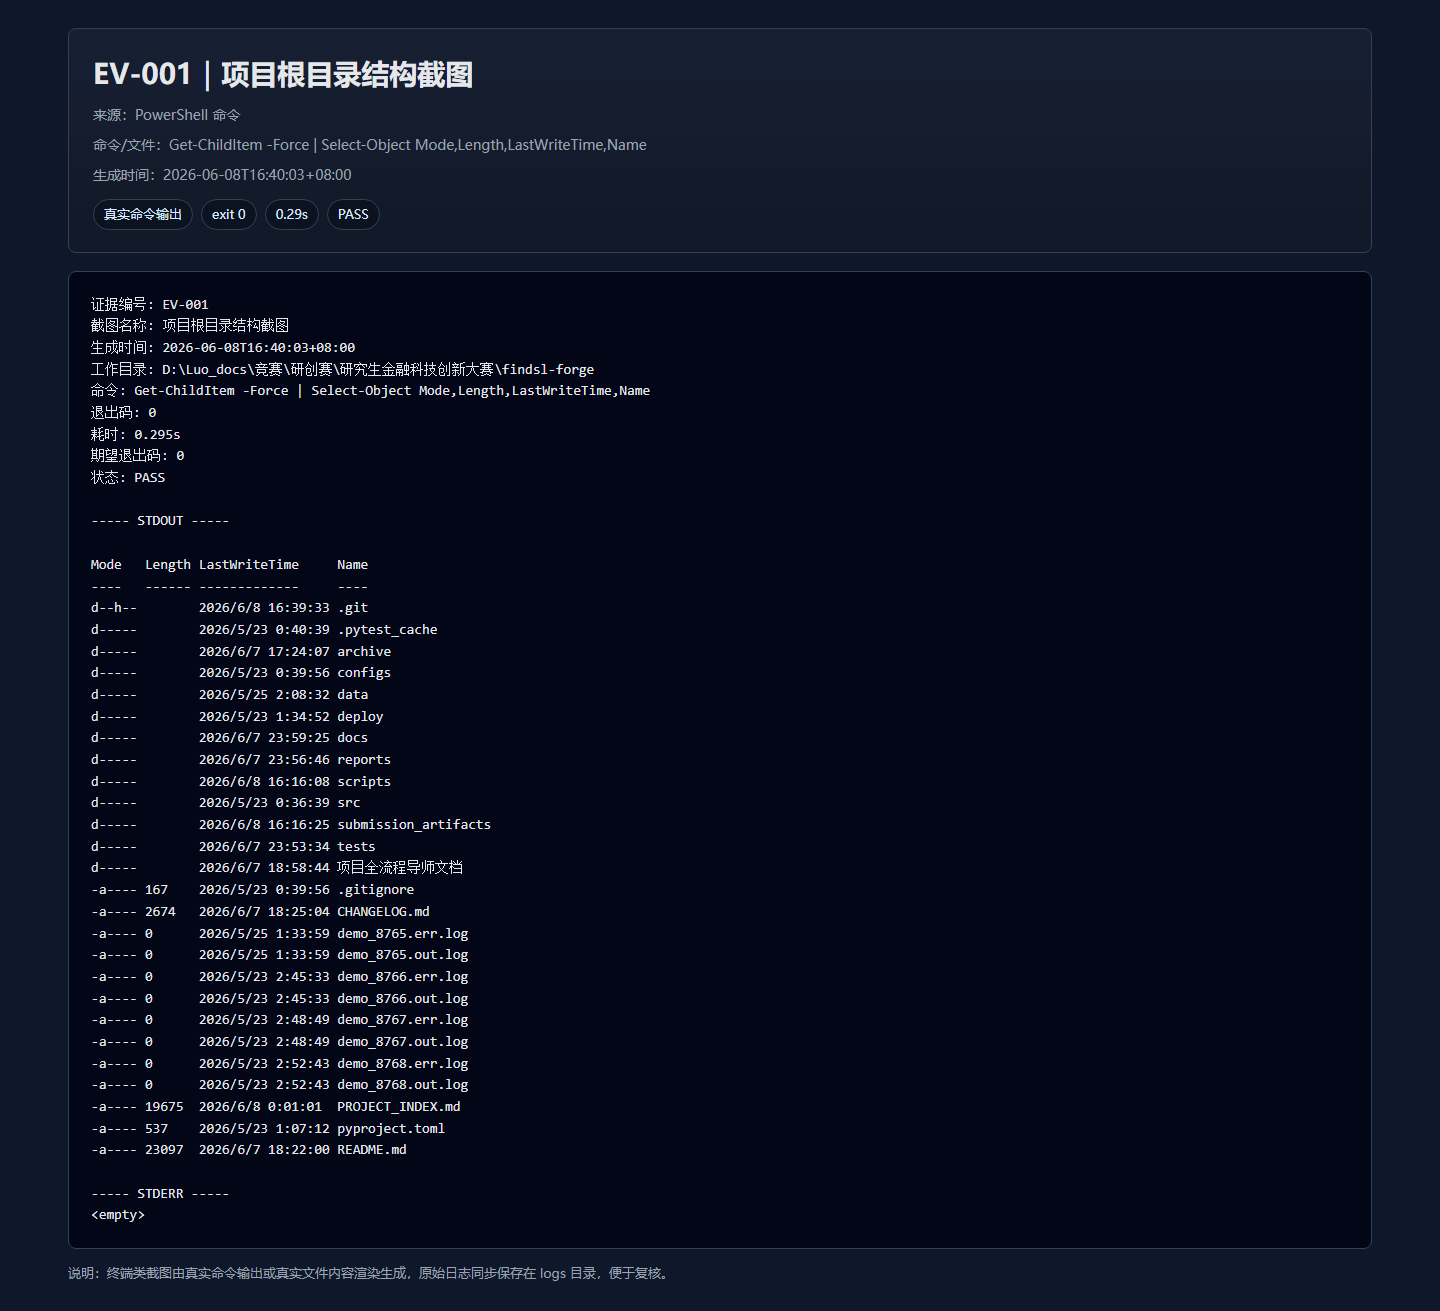 EV-001｜项目根目录结构截图
来源：PowerShell 命令
命令/文件：Get-ChildItem -Force | Select-Object Mode,Length,LastWriteTime,Name
生成时间：2026-06-08T16:40:03+08:00
真实命令输出 exit 0 0.29s PASS
证据编号: EV-001
截图名称: 项目根目录结构截图
生成时间: 2026-06-08T16:40:03+08:00
工作目录: D:\Luo_docs\竞赛\研创赛\研究生金融科技创新大赛\findsl-forge
命令: Get-ChildItem -Force | Select-Object Mode,Length,LastWriteTime,Name
退出码: 0
耗时: 0.295s
期望退出码: 0
状态: PASS
----- STDOUT -----
Mode   Length LastWriteTime     Name
----   ------ -------------     ----
d--h--        2026/6/8 16:39:33 .git
d-----        2026/5/23 0:40:39 .pytest_cache
d-----        2026/6/7 17:24:07 archive
d-----        2026/5/23 0:39:56 configs
d-----        2026/5/25 2:08:32 data
d-----        2026/5/23 1:34:52 deploy
d-----        2026/6/7 23:59:25 docs
d-----        2026/6/7 23:56:46 reports
d-----        2026/6/8 16:16:08 scripts
d-----        2026/5/23 0:36:39 src
d-----        2026/6/8 16:16:25 submission_artifacts
d-----        2026/6/7 23:53:34 tests
d-----        2026/6/7 18:58:44 项目全流程导师文档
-a---- 167    2026/5/23 0:39:56 .gitignore
-a---- 2674   2026/6/7 18:25:04 CHANGELOG.md
-a---- 0      2026/5/25 1:33:59 demo_8765.err.log
-a---- 0      2026/5/25 1:33:59 demo_8765.out.log
-a---- 0      2026/5/23 2:45:33 demo_8766.err.log
-a---- 0      2026/5/23 2:45:33 demo_8766.out.log
-a---- 0      2026/5/23 2:48:49 demo_8767.err.log
-a---- 0      2026/5/23 2:48:49 demo_8767.out.log
-a---- 0      2026/5/23 2:52:43 demo_8768.err.log
-a---- 0      2026/5/23 2:52:43 demo_8768.out.log
-a---- 19675  2026/6/8 0:01:01  PROJECT_INDEX.md
-a---- 537    2026/5/23 1:07:12 pyproject.toml
-a---- 23097  2026/6/7 18:22:00 README.md
----- STDERR -----
<empty>
说明：终端类截图由真实命令输出或真实文件内容渲染生成，原始日志同步保存在 logs 目录，便于复核。